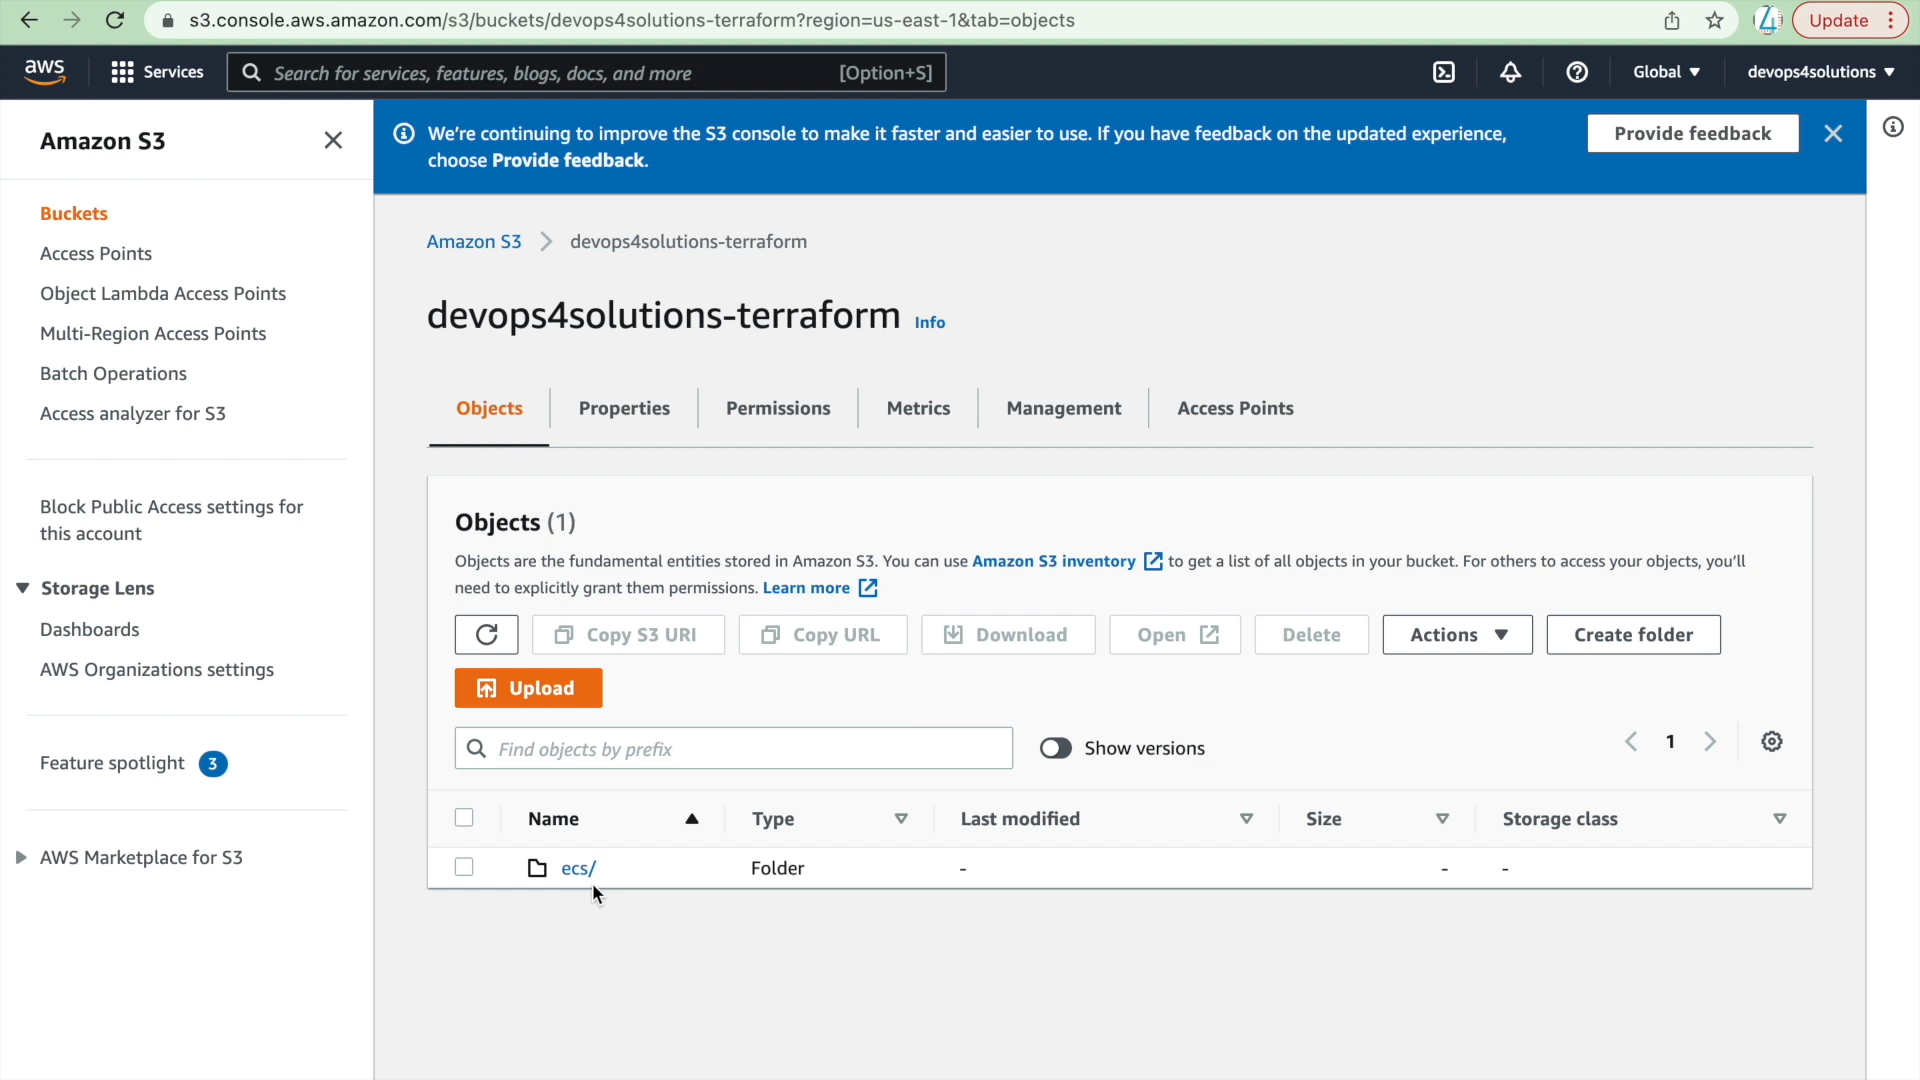 s3.console.aws.amazon.com/s3/buckets/devops4solutions-terraform?region=us-east-1&tab=objects
Update
aws
Services
Search for services, features, blogs, docs, and more
[Option+S]
Global
devops4solutions
Amazon S3
Buckets
Access Points
Object Lambda Access Points
Multi-Region Access Points
Batch Operations
Access analyzer for S3
Block Public Access settings for
this account
Storage Lens
Dashboards
AWS Organizations settings
Feature spotlight 3
AWS Marketplace for S3
We're continuing to improve the S3 console to make it faster and easier to use. If you have feedback on the updated experience,
choose Provide feedback.
Provide feedback
Amazon S3 devops4solutions-terraform
devops4solutions-terraform Info
Objects Properties Permissions Metrics Management Access Points
Objects (1)
Objects are the fundamental entities stored in Amazon S3. You can use Amazon S3 inventory to get a list of all objects in your bucket. For others to access your objects, you'll
need to explicitly grant them permissions. Learn more
Copy S3 URI Copy URL Download Open Delete Actions Create folder
Upload
Find objects by prefix
Show versions
1
Name Type Last modified Size Storage class
ecs/ Folder - - -